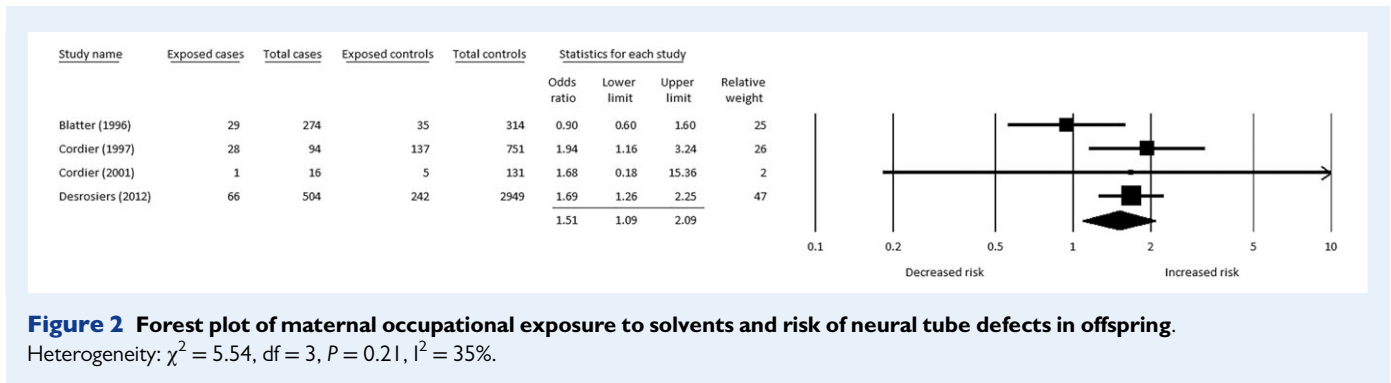 Study name Exposed cases Total cases Exposed controls Total controls Statistics for each study
Odds Lower Upper Relative
ratio limit limit weight
Blatter (1996) 29 274 35 314 0.90 0.60 1.60 25
Cordier (1997) 28 94 137 751 1.94 1.16 3.24 26
Cordier (2001) 1 16 5 131 1.68 0.18 15.36 2
Desrosiers (2012) 66 504 242 2949 1.69 1.26 2.25 47
1.51 1.09 2.09
0.1 0.2 0.5 1 2 5 10
Decreased risk Increased risk
Figure 2 Forest plot of maternal occupational exposure to solvents and risk of neural tube defects in offspring.
Heterogeneity: χ² = 5.54, df = 3, P = 0.21, I² = 35%.